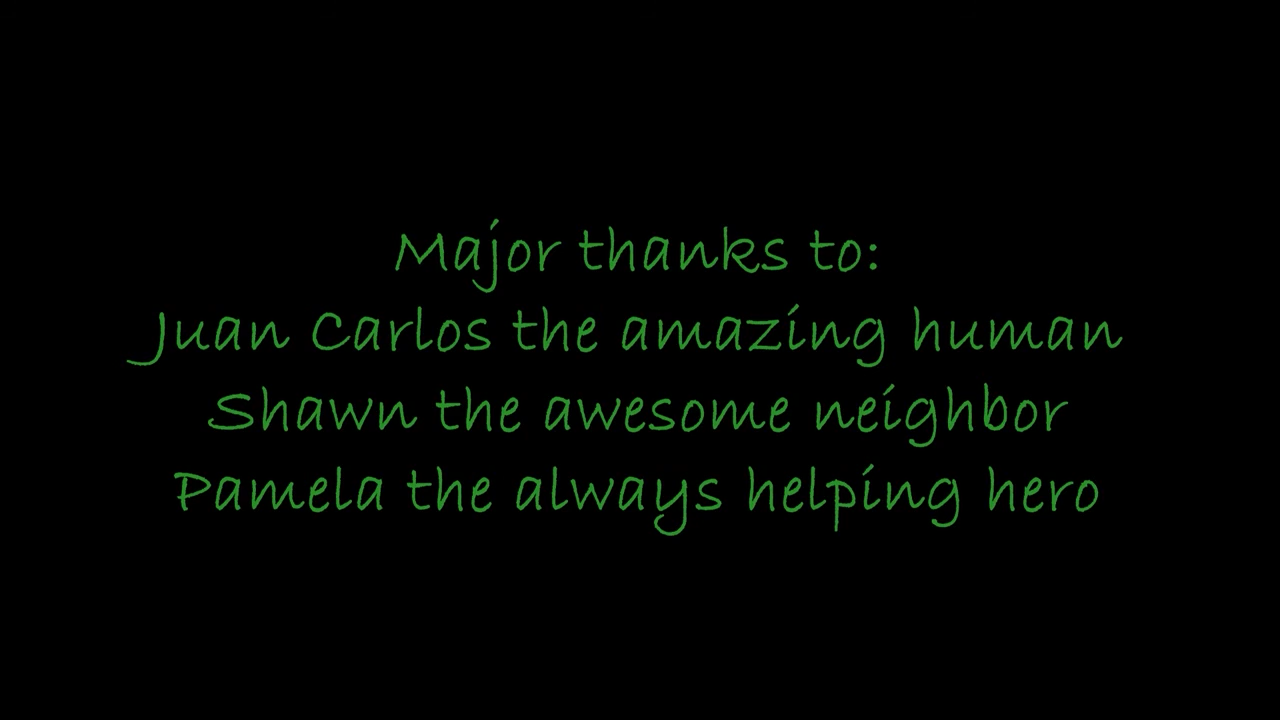 Major thanks to:
Juan Carlos the amazing human
Shawn the awesome neighbor
Pamela the always helping hero